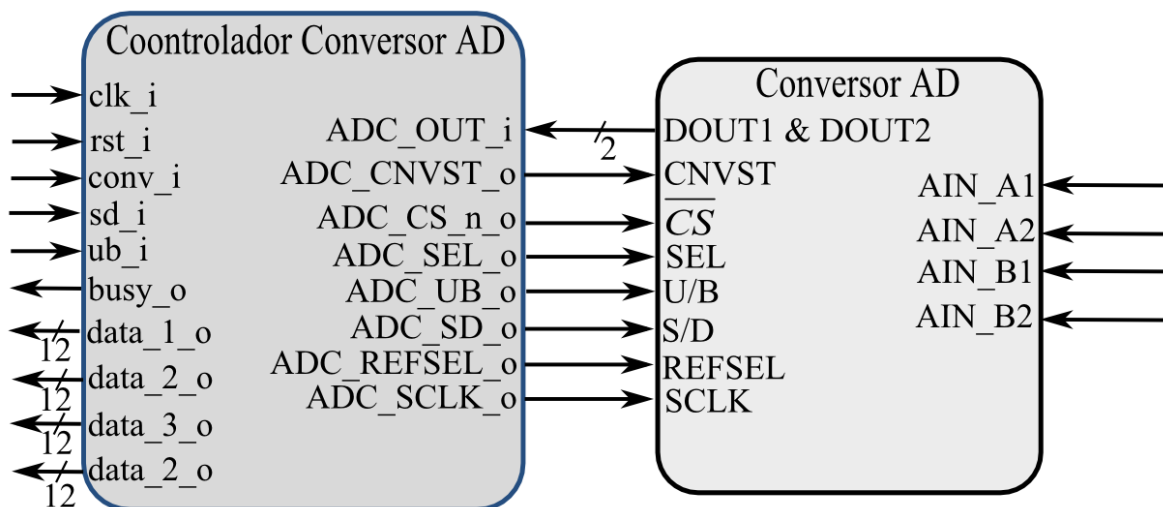 Coontrolador Conversor AD
clk_i
rst_i
conv_i
sd_i
ub_i
busy_o
data_1_o
12
data_2_o
12
data_3_o
12
data_2_o
12
ADC_OUT_i
ADC_CNVST_o
ADC_CS_n_o
ADC_SEL_o
ADC_UB_o
ADC_SD_o
ADC_REFSEL_o
ADC_SCLK_o
2
Conversor AD
DOUT1 & DOUT2
CNVST
CS
SEL
U/B
S/D
REFSEL
SCLK
AIN_A1
AIN_A2
AIN_B1
AIN_B2